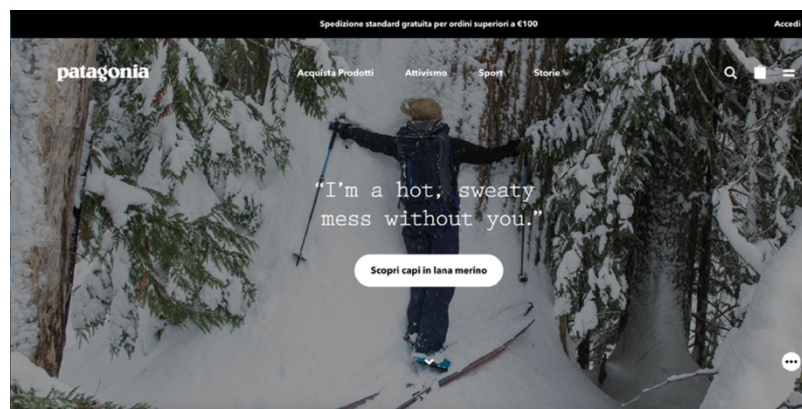 Spedizione standard gratuita per ordini superiori a €100
Accedi
patagonia
Acquista Prodotti
Attivismo
Sport
Storie
“I’m a hot, sweaty
mess without you.”
Scopri capi in lana merino